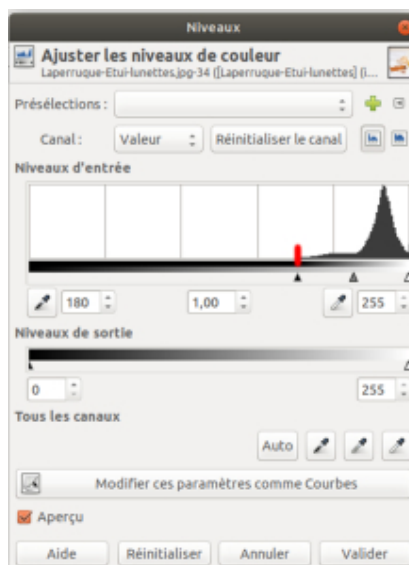 Niveaux
Ajuster les niveaux de couleur
Laperruque-Etui-lunettes.jpg-34 ([Laperruque-Etui-lunettes] (i…
Présélections :
Canal : Valeur Réinitialiser le canal
Niveaux d'entrée
180 1,00 255
Niveaux de sortie
0 255
Tous les canaux
Auto
Modifier ces paramètres comme Courbes
Aperçu
Aide Réinitialiser Annuler Valider